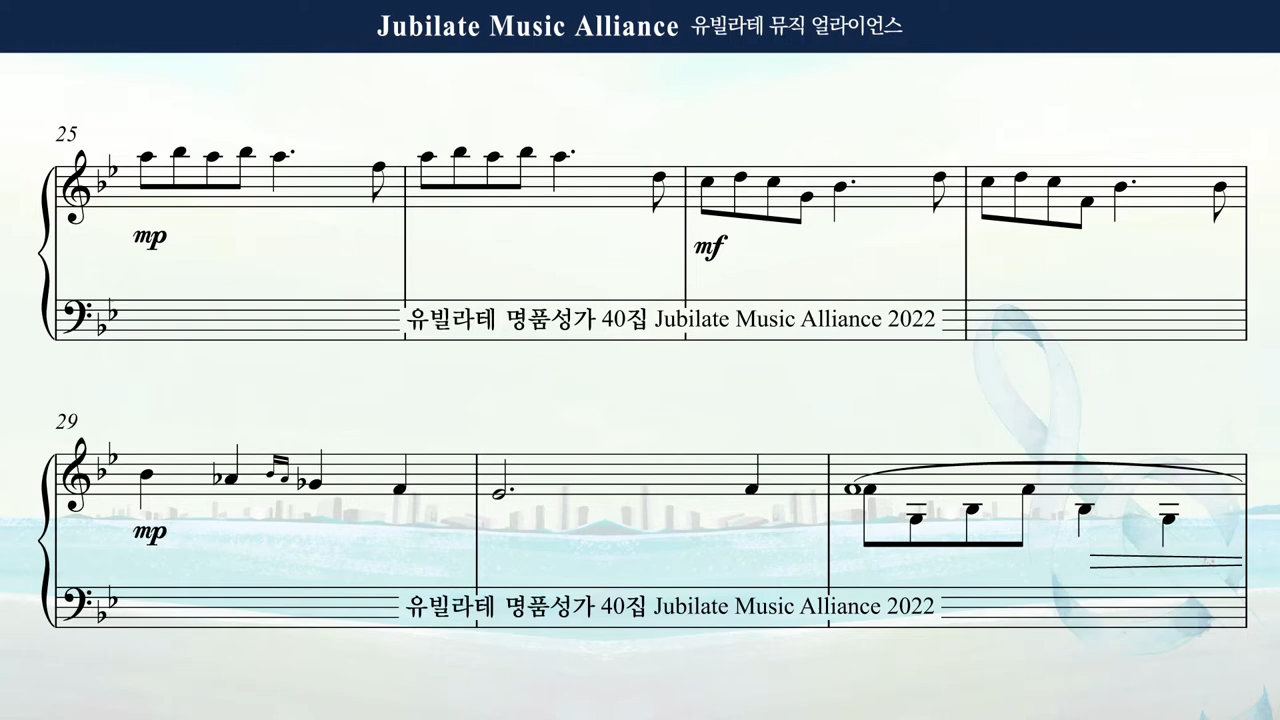 Jubilate Music Alliance 유빌라테 뮤직 얼라이언스
25
mp
mf
유빌라테 명품성가 40집 Jubilate Music Alliance 2022
29
mp
유빌라테 명품성가 40집 Jubilate Music Alliance 2022